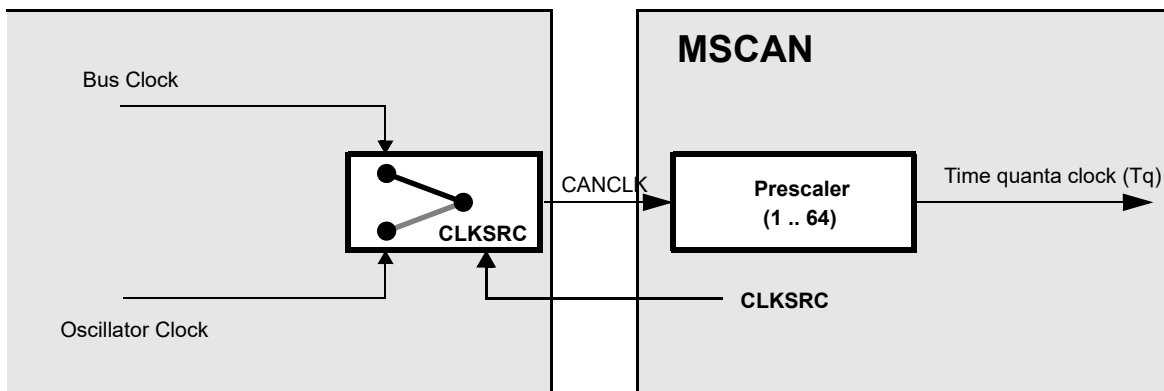 MSCAN
Bus Clock
CANCLK
Prescaler
(1 .. 64)
Time quanta clock (Tq)
CLKSRC
CLKSRC
Oscillator Clock